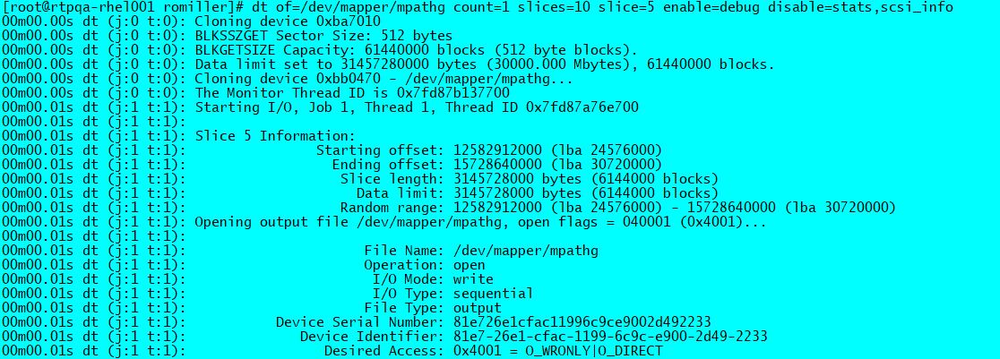 [root@rtpqa-rhel001 romiller]# dt of=/dev/mapper/mpathg count=1 slices=10 slice=5 enable=debug disable=stats,scsi_info
00m00.00s dt (j:0 t:0): Cloning device 0xba7010
00m00.00s dt (j:0 t:0): BLKSSZGET Sector Size: 512 bytes
00m00.00s dt (j:0 t:0): BLKGETSIZE Capacity: 61440000 blocks (512 byte blocks).
00m00.00s dt (j:0 t:0): Data limit set to 31457280000 bytes (30000.000 Mbytes), 61440000 blocks.
00m00.00s dt (j:0 t:0): Cloning device 0xbb0470 - /dev/mapper/mpathg...
00m00.00s dt (j:0 t:0): The Monitor Thread ID is 0x7fd87b137700
00m00.01s dt (j:1 t:1): Starting I/O, Job 1, Thread 1, Thread ID 0x7fd87a76e700
00m00.01s dt (j:1 t:1):
00m00.01s dt (j:1 t:1): Slice 5 Information:
00m00.01s dt (j:1 t:1): Starting offset: 12582912000 (lba 24576000)
00m00.01s dt (j:1 t:1): Ending offset: 15728640000 (lba 30720000)
00m00.01s dt (j:1 t:1): Slice length: 3145728000 bytes (6144000 blocks)
00m00.01s dt (j:1 t:1): Data limit: 3145728000 bytes (6144000 blocks)
00m00.01s dt (j:1 t:1): Random range: 12582912000 (lba 24576000) - 15728640000 (lba 30720000)
00m00.01s dt (j:1 t:1): Opening output file /dev/mapper/mpathg, open flags = 040001 (0x4001)...
00m00.01s dt (j:1 t:1):
00m00.01s dt (j:1 t:1): File Name: /dev/mapper/mpathg
00m00.01s dt (j:1 t:1): Operation: open
00m00.01s dt (j:1 t:1): I/O Mode: write
00m00.01s dt (j:1 t:1): I/O Type: sequential
00m00.01s dt (j:1 t:1): File Type: output
00m00.01s dt (j:1 t:1): Device Serial Number: 81e726e1cfac11996c9ce9002d492233
00m00.01s dt (j:1 t:1): Device Identifier: 81e7-26e1-cfac-1199-6c9c-e900-2d49-2233
00m00.01s dt (j:1 t:1): Desired Access: 0x4001 = O_WRONLY|O_DIRECT